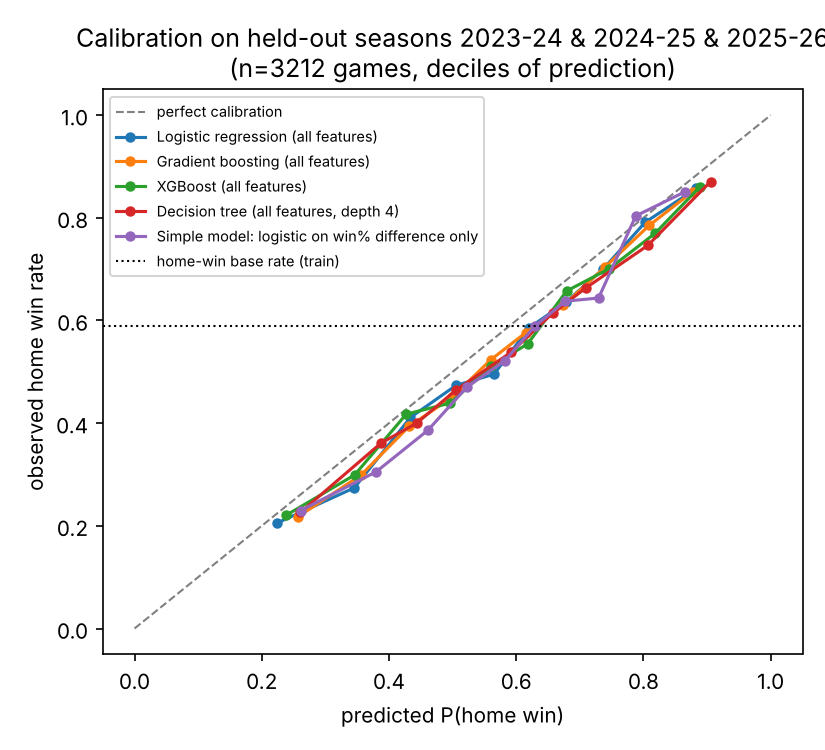 Calibration on held-out seasons 2023-24 & 2024-25 & 2025-26
(n=3212 games, deciles of prediction)
perfect calibration
Logistic regression (all features)
Gradient boosting (all features)
XGBoost (all features)
Decision tree (all features, depth 4)
Simple model: logistic on win% difference only
home-win base rate (train)
observed home win rate
1.0
0.8
0.6
0.4
0.2
0.0
0.0 0.2 0.4 0.6 0.8 1.0
predicted P(home win)